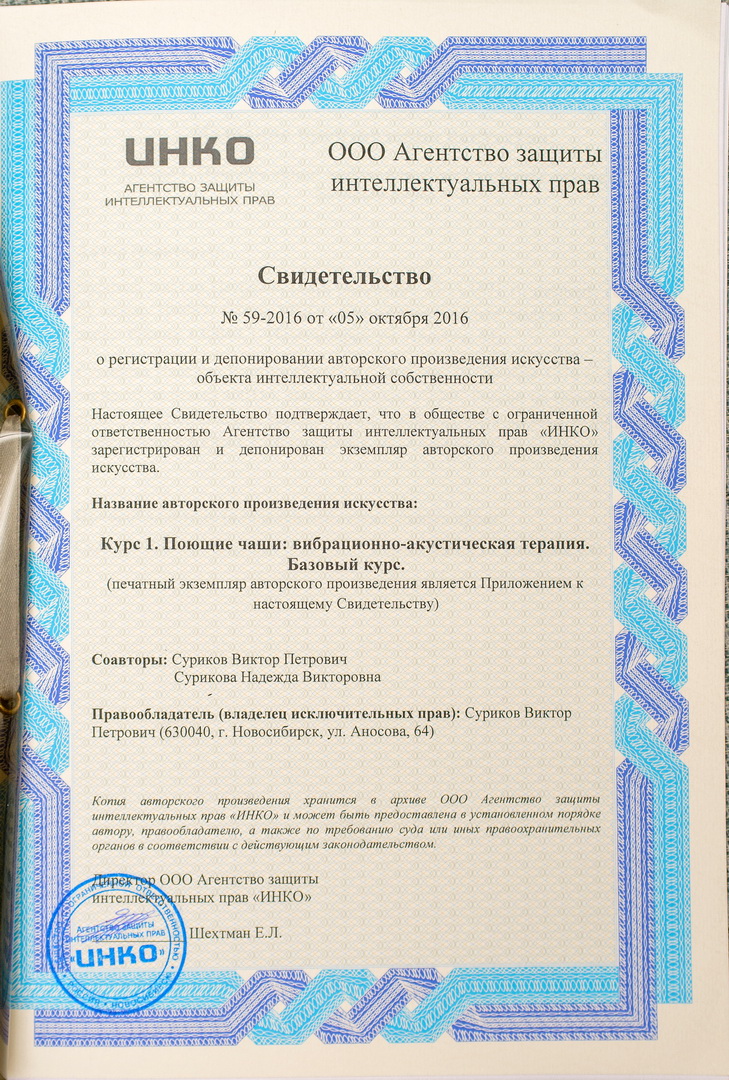 ИНКО
АГЕНТСТВО ЗАЩИТЫ
ИНТЕЛЛЕКТУАЛЬНЫХ ПРАВ
ООО Агентство защиты
интеллектуальных прав
Свидетельство
№ 59-2016 от «05» октября 2016
о регистрации и депонировании авторского произведения искусства –
объекта интеллектуальной собственности
Настоящее Свидетельство подтверждает, что в обществе с ограниченной
ответственностью Агентство защиты интеллектуальных прав «ИНКО»
зарегистрирован и депонирован экземпляр авторского произведения
искусства.
Название авторского произведения искусства:
Курс 1. Поющие чаши: вибрационно-акустическая терапия.
Базовый курс.
(печатный экземпляр авторского произведения является Приложением к
настоящему Свидетельству)
Соавторы: Суриков Виктор Петрович
Сурикова Надежда Викторовна
Правообладатель (владелец исключительных прав): Суриков Виктор
Петрович (630040, г. Новосибирск, ул. Аносова, 64)
Копия авторского произведения хранится в архиве ООО Агентство защиты
интеллектуальных прав «ИНКО» и может быть предоставлена в установленном порядке
автору, правообладателю, а также по требованию суда или иных правоохранительных
органов в соответствии с действующим законодательством.
Директор ООО Агентство защиты
интеллектуальных прав «ИНКО»
Шехтман Е.Л.
АГЕНТСТВО ЗАЩИТЫ
ИНТЕЛЛЕКТУАЛЬНЫХ ПРАВ
«ИНКО»
ОТВЕТСТВЕННОСТЬЮ
РОССИЯ • НОВОСИБИРСК